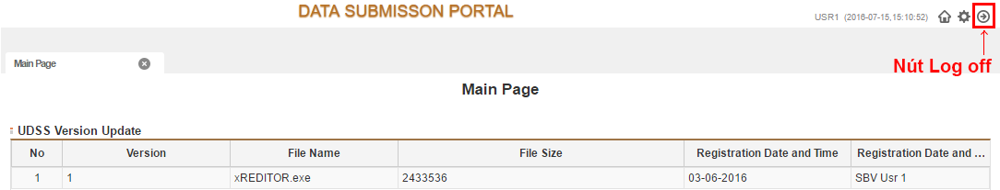 DATA SUBMISSON PORTAL
USR1 (2016-07-15,15:10:52)
Nút Log off
Main Page
Main Page
UDSS Version Update
No Version File Name File Size Registration Date and Time Registration Date and ...
1 1 xREDITOR.exe 2433536 03-06-2016 SBV Usr 1